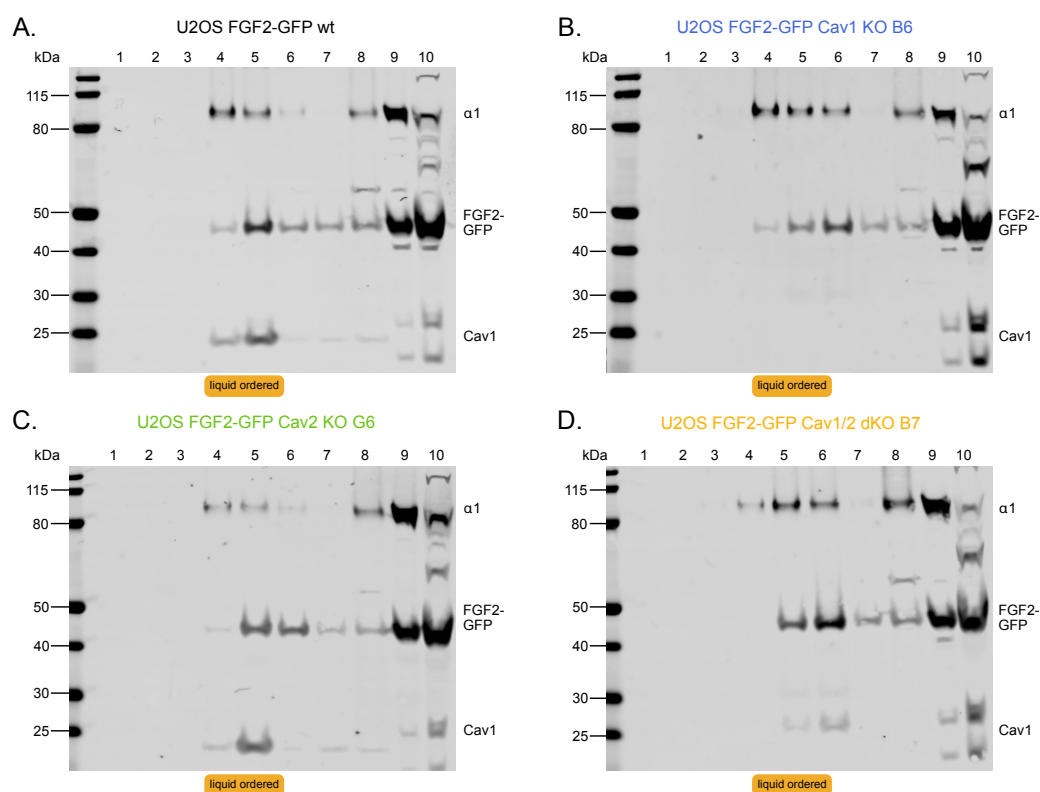 A.
U2OS FGF2-GFP wt
kDa 1 2 3 4 5 6 7 8 9 10
115
80
50
40
30
25
α1
FGF2-
GFP
Cav1
liquid ordered
B.
U2OS FGF2-GFP Cav1 KO B6
kDa 1 2 3 4 5 6 7 8 9 10
115
80
50
40
30
25
α1
FGF2-
GFP
Cav1
liquid ordered
C.
U2OS FGF2-GFP Cav2 KO G6
kDa 1 2 3 4 5 6 7 8 9 10
115
80
50
40
30
25
α1
FGF2-
GFP
Cav1
liquid ordered
D.
U2OS FGF2-GFP Cav1/2 dKO B7
kDa 1 2 3 4 5 6 7 8 9 10
115
80
50
40
30
25
α1
FGF2-
GFP
Cav1
liquid ordered